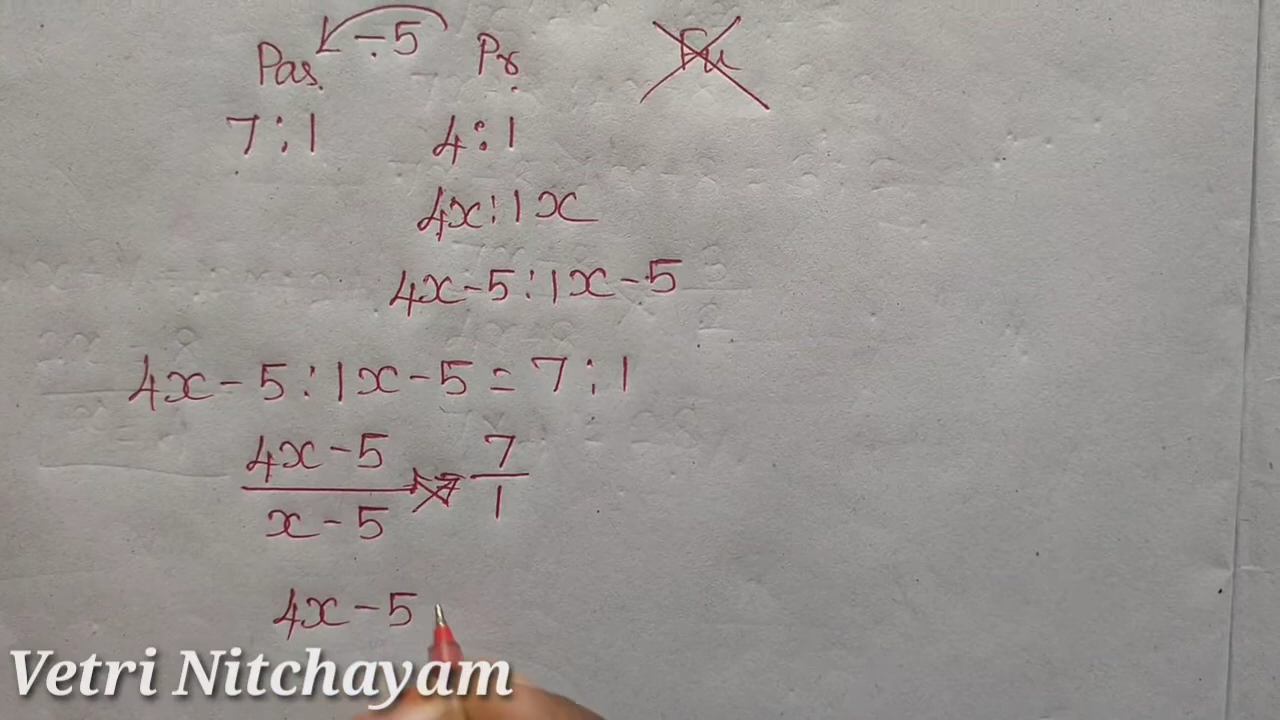 ÷5
Pas. Pr. Fu
7:1 4:1
4x:1x
4x-5:1x-5
4x-5:1x-5=7:1
4x-5 7
x-5 = 1
4x-5
Vetri Nitchayam